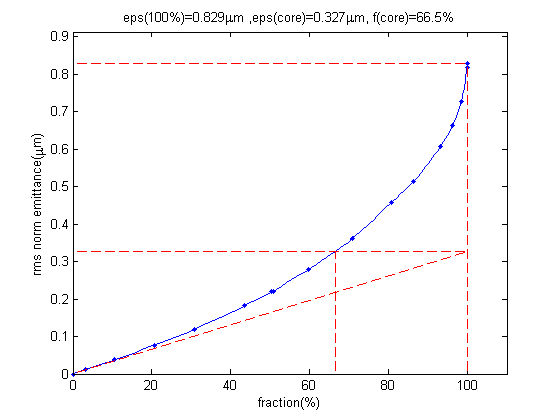 eps(100%)=0.829μm ,eps(core)=0.327μm, f(core)=66.5%
0.9
0.8
0.7
0.6
0.5
0.4
0.3
0.2
0.1
0
rms norm emittance(μm)
0 20 40 60 80 100
fraction(%)